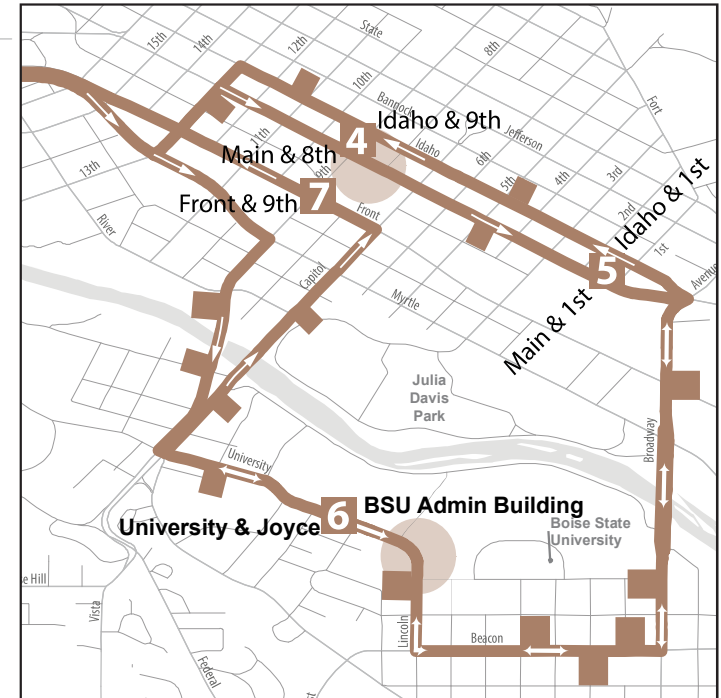 State
15th
14th
12th
8th
10th
Bannock
Fort
Idaho & 9th
Jefferson
4
Idaho
11th
6th
Main & 8th
9th
5th
4th
3rd
13th
7
Front & 9th
Front
2nd
Idaho & 1st
1st
River
Capitol
5
Avenue
Myrtle
Main & 1st
Julia
Davis
Park
Broadway
University
6
BSU Admin Building
University & Joyce
Boise State
University
e Hill
Vista
Lincoln
Beacon
Federal